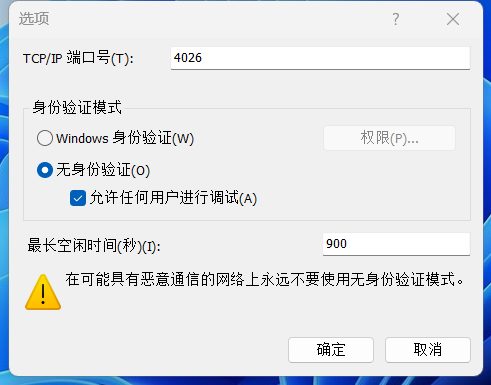 选项
TCP/IP 端口号(T): 4026
身份验证模式
Windows 身份验证(W) 权限(P)...
无身份验证(O)
允许任何用户进行调试(A)
最长空闲时间(秒)(I): 900
在可能具有恶意通信的网络上永远不要使用无身份验证模式。
确定 取消